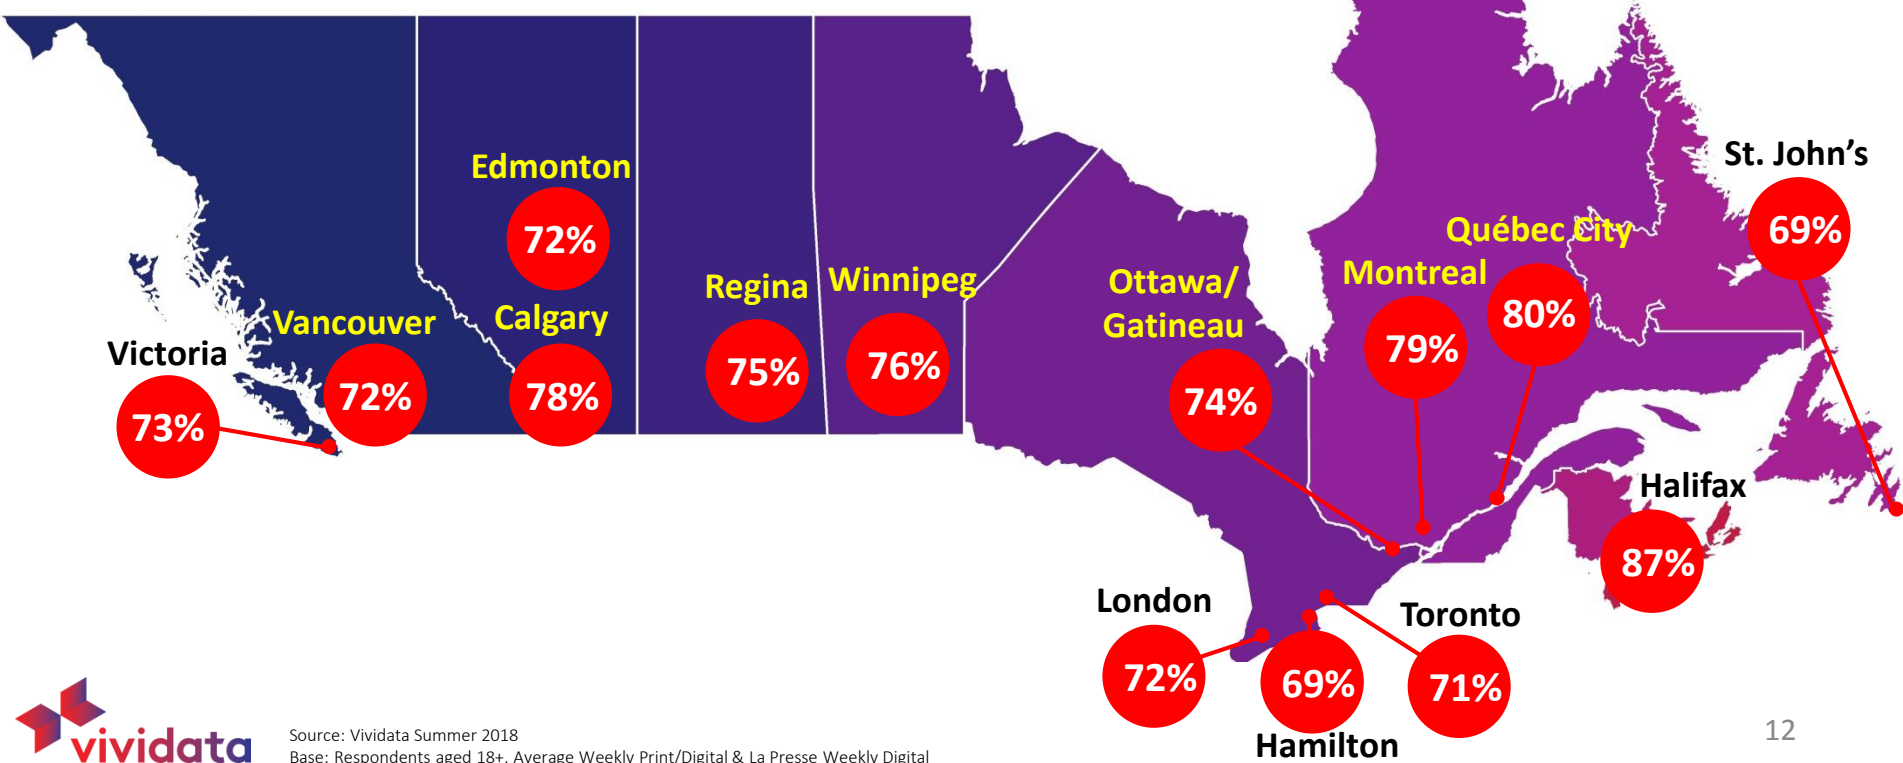 Edmonton
72%
St. John’s
69%
Québec City
80%
Montreal
79%
Ottawa/
Gatineau
74%
Winnipeg
76%
Regina
75%
Calgary
78%
Vancouver
72%
Victoria
73%
Halifax
87%
London
72%
Hamilton
69%
Toronto
71%
vividata
Source: Vividata Summer 2018
Base: Respondents aged 18+. Average Weekly Print/Digital & La Presse Weekly Digital
12